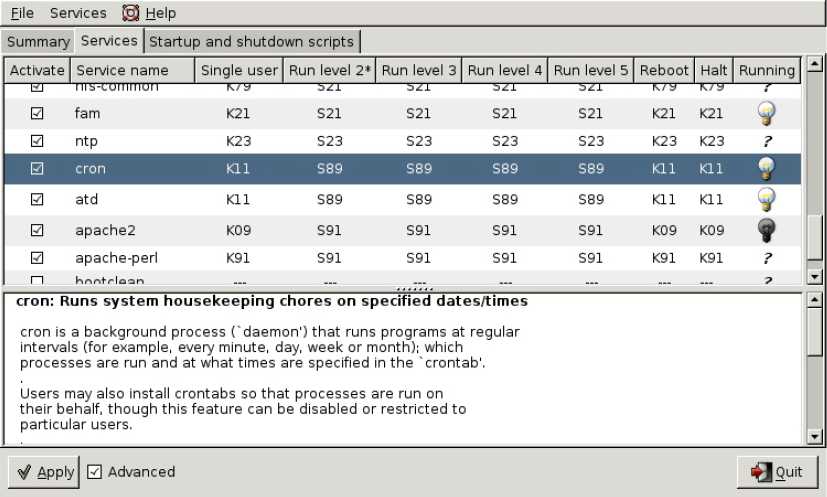 File Services Help
Summary Services Startup and shutdown scripts
Activate Service name Single user Run level 2* Run level 3 Run level 4 Run level 5 Reboot Halt Running
nfs-common K79 S21 S21 S21 S21 K79 K79 ?
fam K21 S21 S21 S21 S21 K21 K21
ntp K23 S23 S23 S23 S23 K23 K23 ?
cron K11 S89 S89 S89 S89 K11 K11
atd K11 S89 S89 S89 S89 K11 K11
apache2 K09 S91 S91 S91 S91 K09 K09
apache-perl K91 S91 S91 S91 S91 K91 K91 ?
bootclean --- --- --- --- --- --- --- ?
cron: Runs system housekeeping chores on specified dates/times
cron is a background process (`daemon') that runs programs at regular
intervals (for example, every minute, day, week or month); which
processes are run and at what times are specified in the `crontab'.
.
Users may also install crontabs so that processes are run on
their behalf, though this feature can be disabled or restricted to
particular users.
.
Apply Advanced Quit